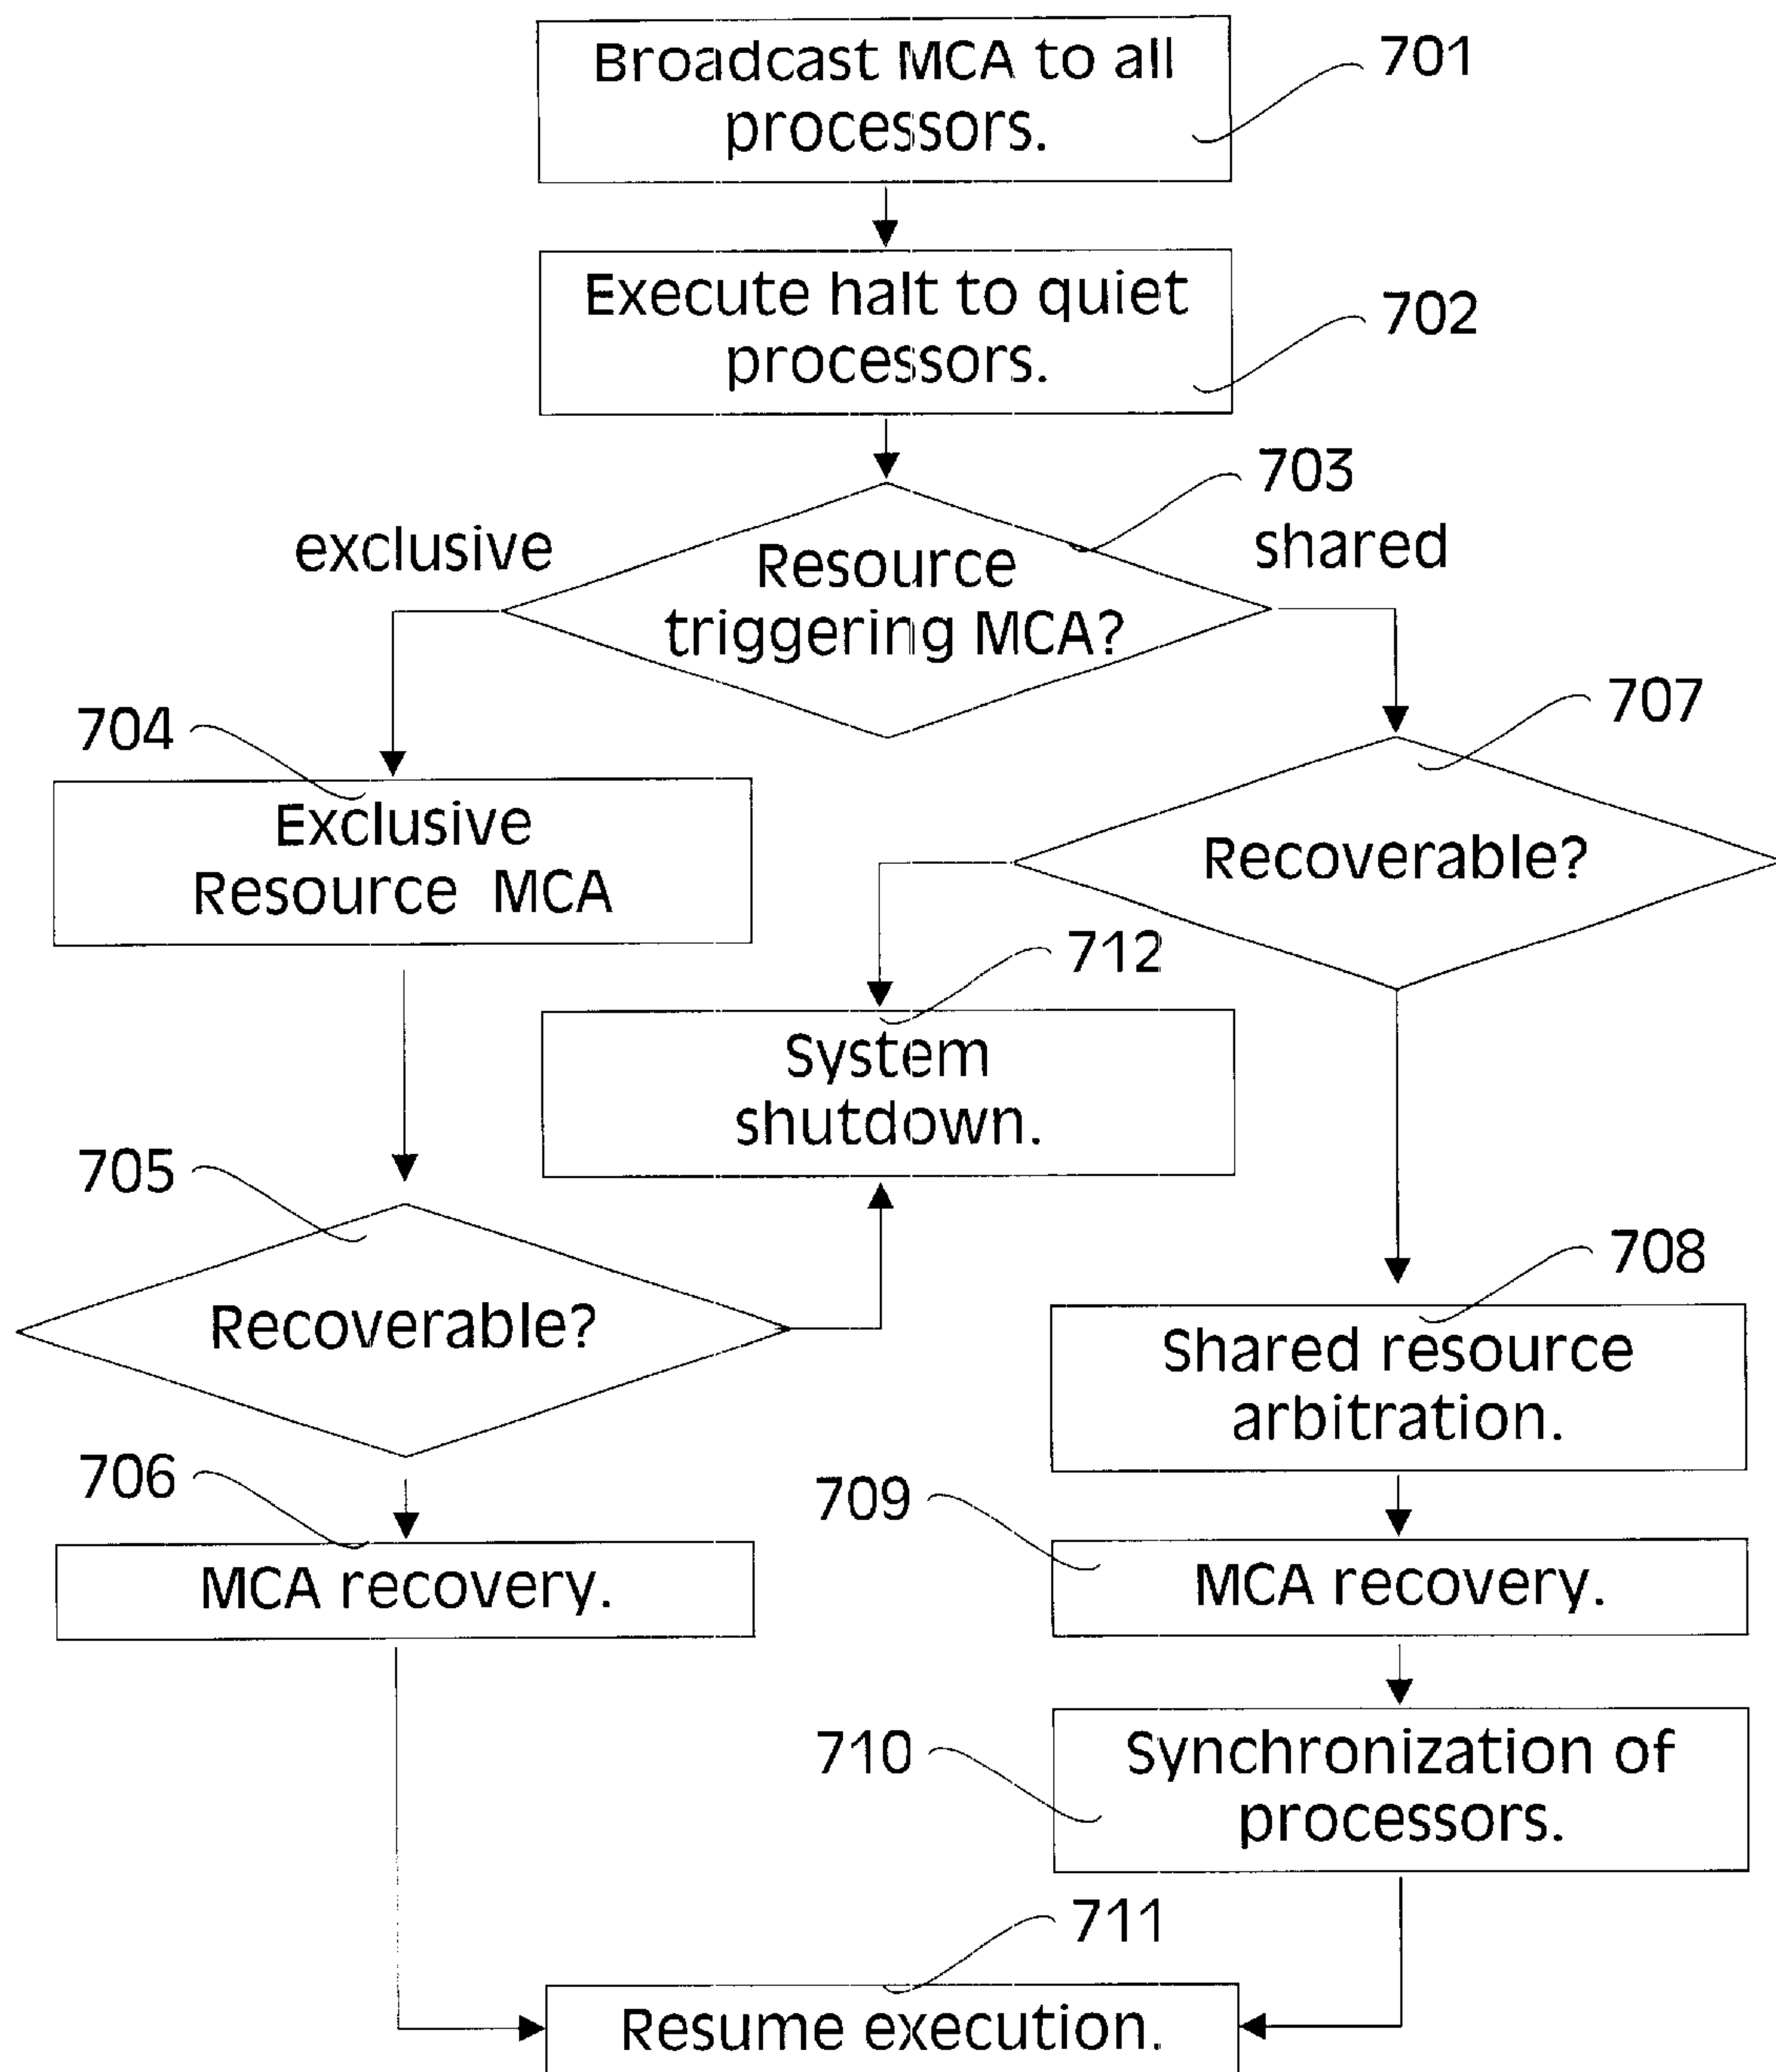 Broadcast MCA to all
processors.
701
Execute halt to quiet
processors.
702
703
exclusive
shared
Resource
triggering MCA?
704
707
Exclusive
Resource MCA
Recoverable?
712
System
shutdown.
705
Recoverable?
708
Shared resource
arbitration.
706
709
MCA recovery.
MCA recovery.
710
Synchronization of
processors.
711
Resume execution.